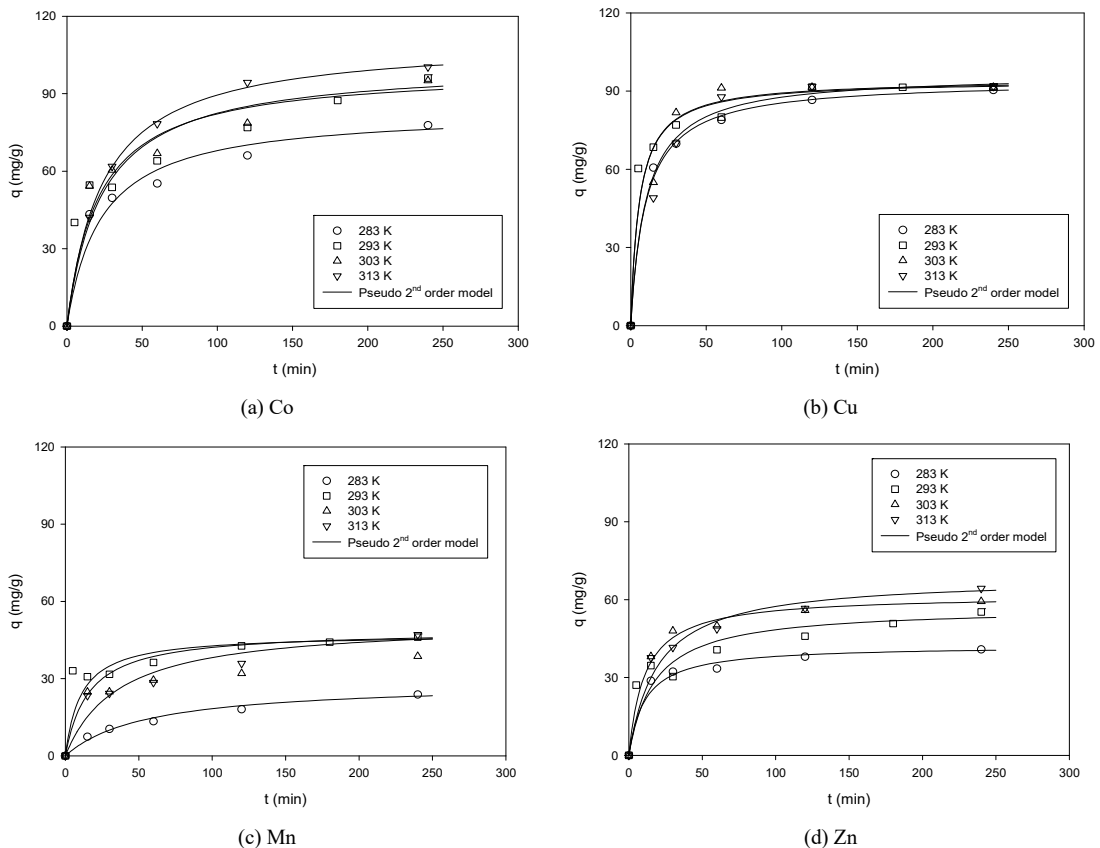 120
90
60
30
0
q (mg/g)
0 50 100 150 200 250 300
t (min)
283 K
293 K
303 K
313 K
Pseudo 2nd order model
(a) Co
120
90
60
30
0
q (mg/g)
0 50 100 150 200 250 300
t (min)
283 K
293 K
303 K
313 K
Pseudo 2nd order model
(b) Cu
120
90
60
30
0
q (mg/g)
0 50 100 150 200 250 300
t (min)
283 K
293 K
303 K
313 K
Pseudo 2nd order model
(c) Mn
120
90
60
30
0
q (mg/g)
0 50 100 150 200 250 300
t (min)
283 K
293 K
303 K
313 K
Pseudo 2nd order model
(d) Zn